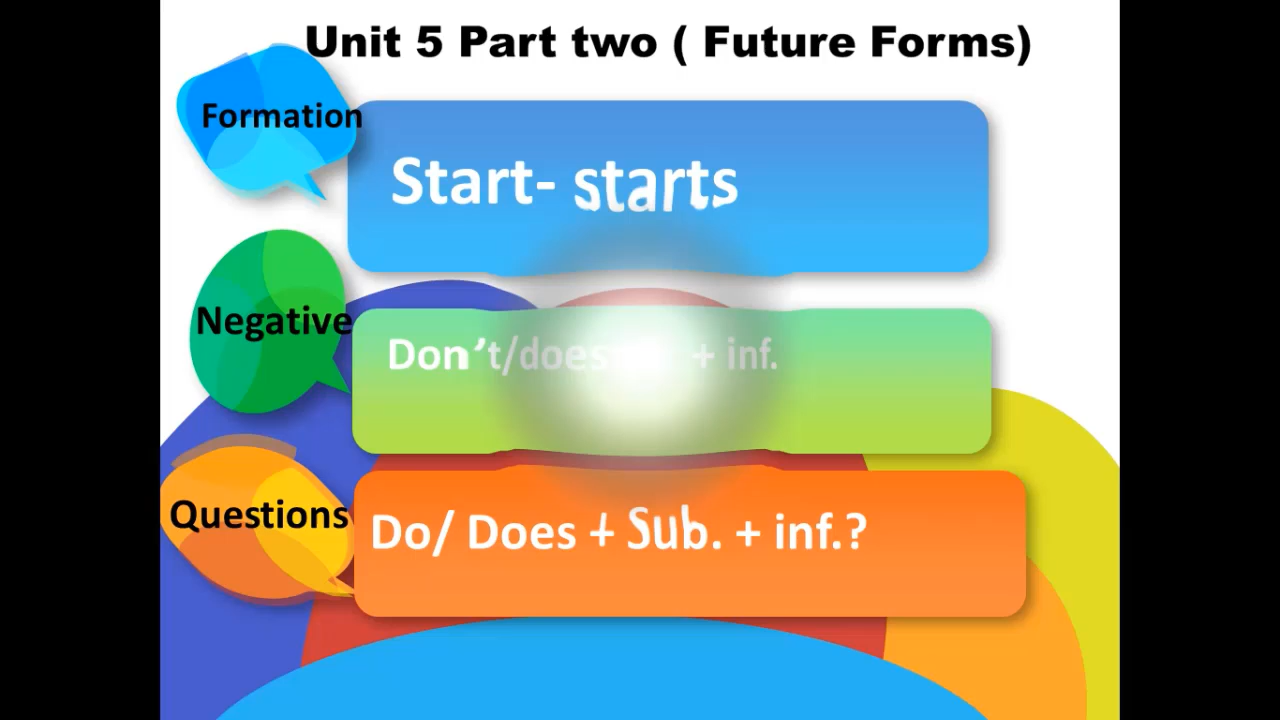 Unit 5 Part two ( Future Forms)
Formation
Start- starts
Negative
Don't/does + inf.
Questions
Do/ Does + Sub. + inf.?